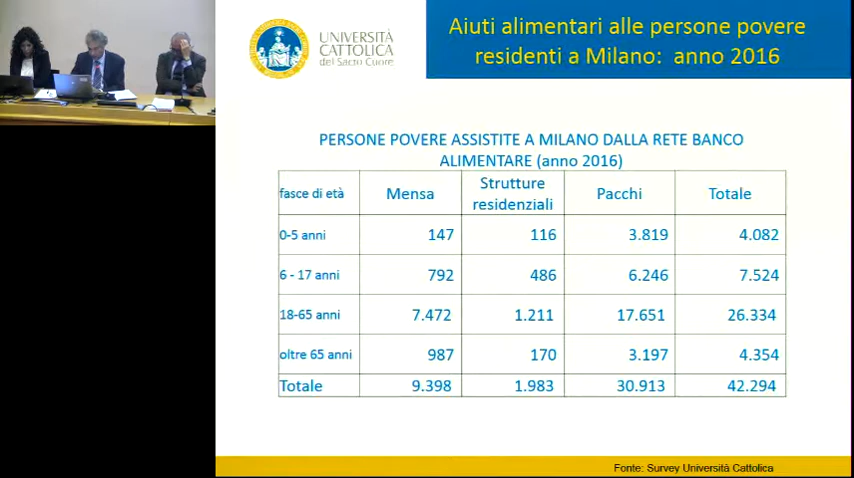 UNIVERSITÀ
CATTOLICA
del Sacro Cuore
Aiuti alimentari alle persone povere
residenti a Milano: anno 2016
PERSONE POVERE ASSISTITE A MILANO DALLA RETE BANCO
ALIMENTARE (anno 2016)
fasce di età Mensa Strutture residenziali Pacchi Totale
0-5 anni 147 116 3.819 4.082
6 - 17 anni 792 486 6.246 7.524
18-65 anni 7.472 1.211 17.651 26.334
oltre 65 anni 987 170 3.197 4.354
Totale 9.398 1.983 30.913 42.294
Fonte: Survey Università Cattolica